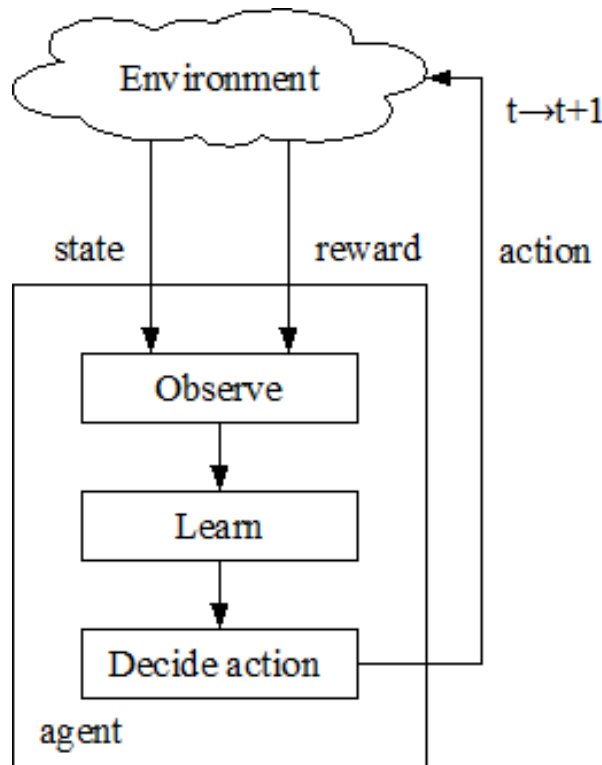 Environment
t→t+1
state
reward
action
Observe
Learn
Decide action
agent